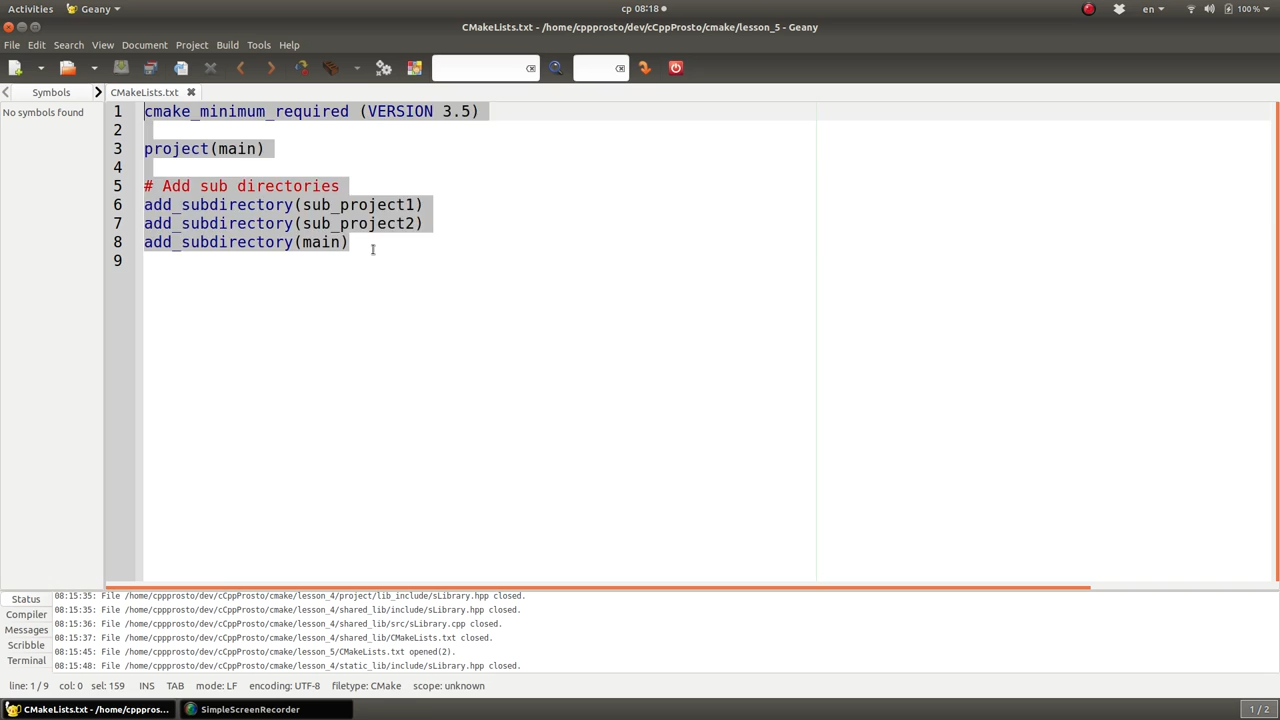 Activities
Geany
ср 08:18
en
100 %
CMakeLists.txt - /home/cppprosto/dev/cCppProsto/cmake/lesson_5 - Geany
File Edit Search View Document Project Build Tools Help
Symbols
CMakeLists.txt
No symbols found
1 cmake_minimum_required (VERSION 3.5)
2
3 project(main)
4
5 # Add sub directories
6 add_subdirectory(sub_project1)
7 add_subdirectory(sub_project2)
8 add_subdirectory(main)
9
Status
Compiler
Messages
Scribble
Terminal
08:15:35: File /home/cppprosto/dev/cCppProsto/cmake/lesson_4/project/lib_include/sLibrary.hpp closed.
08:15:35: File /home/cppprosto/dev/cCppProsto/cmake/lesson_4/shared_lib/include/sLibrary.hpp closed.
08:15:36: File /home/cppprosto/dev/cCppProsto/cmake/lesson_4/shared_lib/src/sLibrary.cpp closed.
08:15:37: File /home/cppprosto/dev/cCppProsto/cmake/lesson_4/shared_lib/CMakeLists.txt closed.
08:15:45: File /home/cppprosto/dev/cCppProsto/cmake/lesson_5/CMakeLists.txt opened(2).
08:15:48: File /home/cppprosto/dev/cCppProsto/cmake/lesson_4/static_lib/include/sLibrary.hpp closed.
line: 1 / 9 col: 0 sel: 159 INS TAB mode: LF encoding: UTF-8 filetype: CMake scope: unknown
CMakeLists.txt - /home/cpppros...
SimpleScreenRecorder
1 / 2